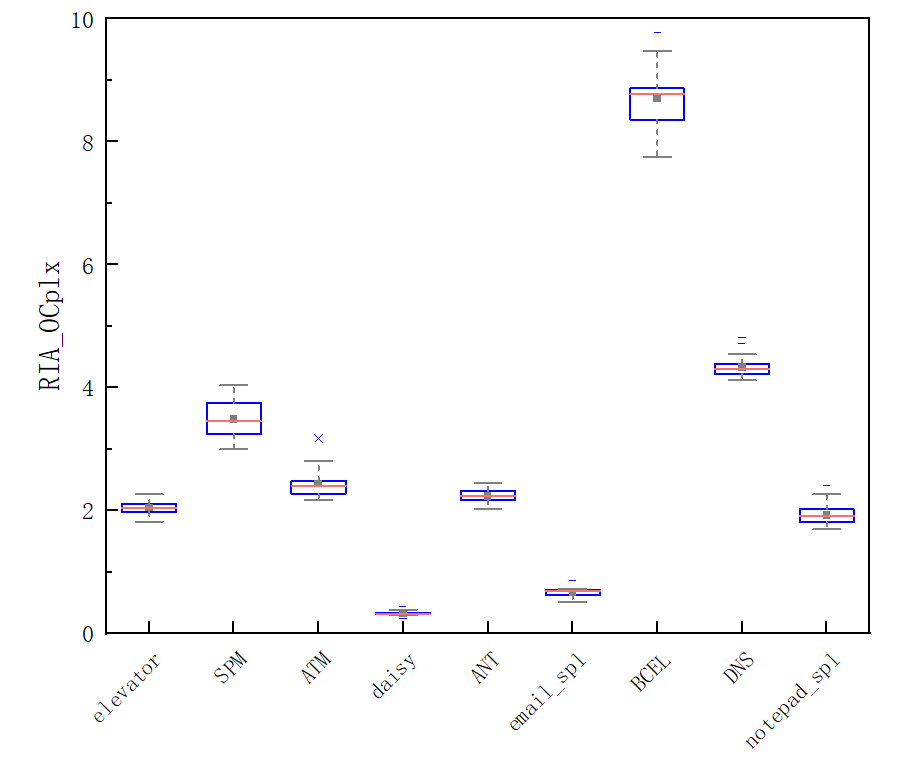 10
8
6
4
2
0
RIA_OCplx
elevator
SPM
ATM
daisy
ANT
email_spl
BCEL
DNS
notepad_spl